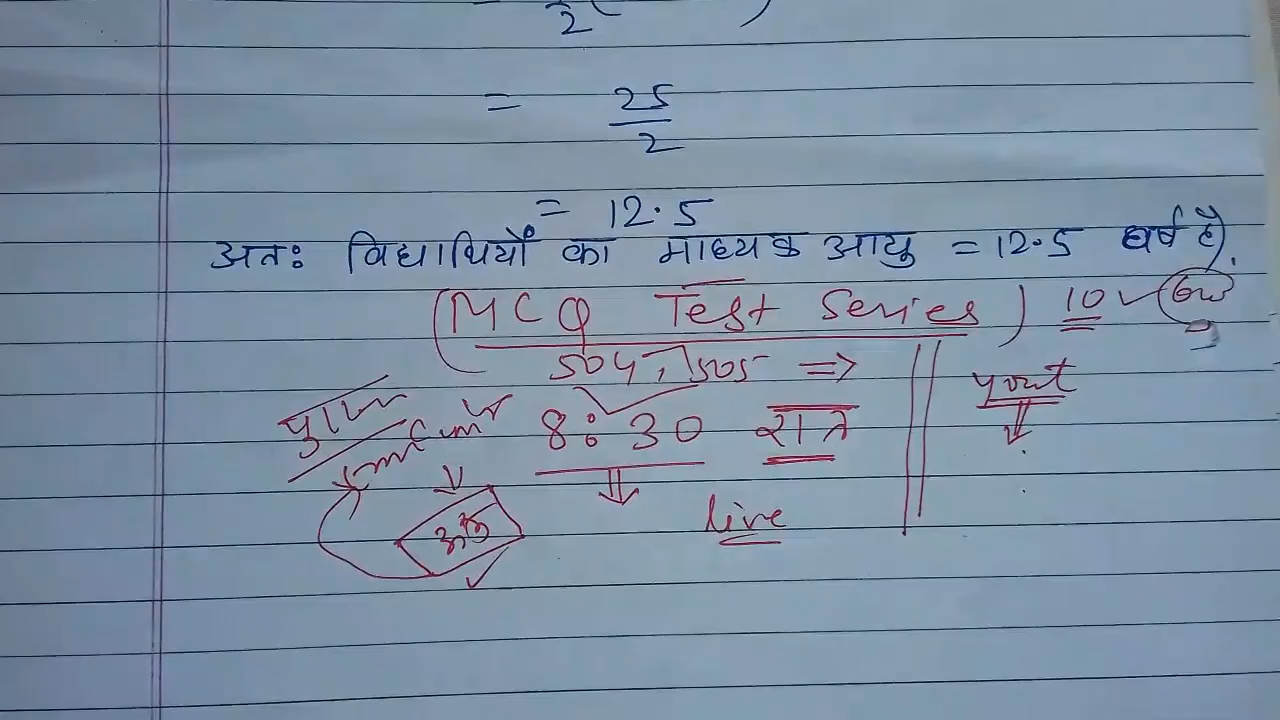 2
= 25
2
= 12.5
अतः विद्याथियों का माध्यक आयु = 12.5 वर्ष है.
(MCQ Test Series) 10
504, 505 =>
8:30 रात्र
live